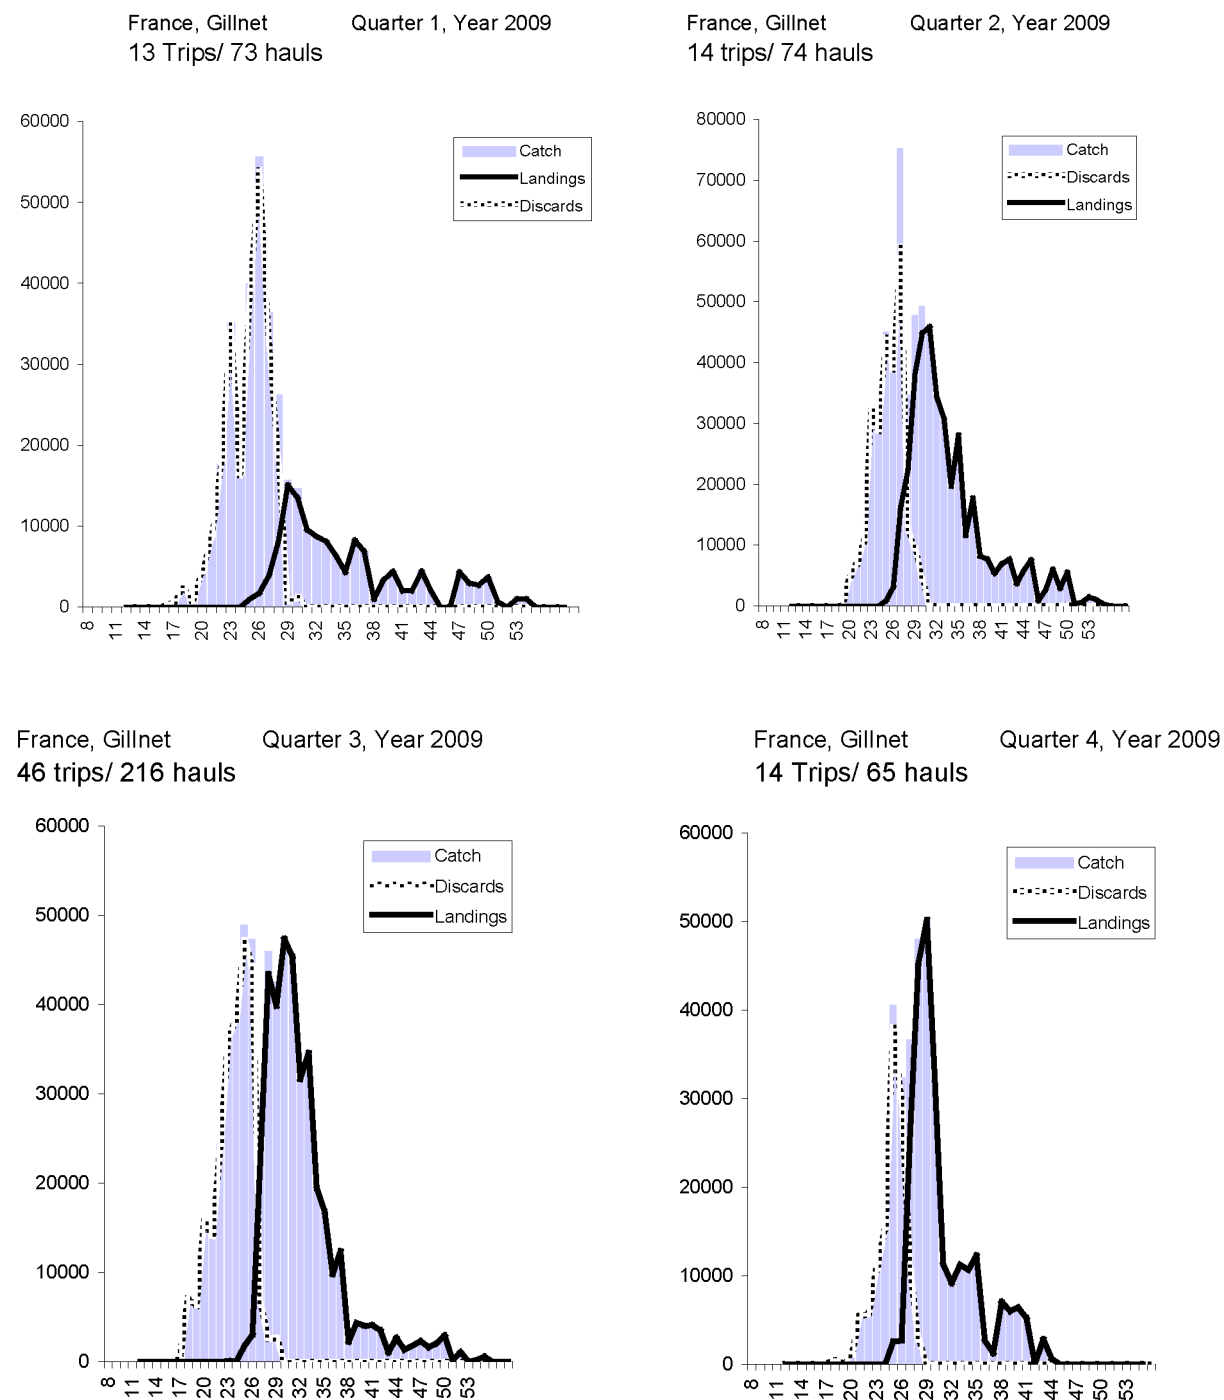 France, Gillnet Quarter 1, Year 2009
13 Trips/ 73 hauls
60000
50000
40000
30000
20000
10000
0
Catch
Landings
Discards
8 11 14 17 20 23 26 29 32 35 38 41 44 47 50 53
France, Gillnet Quarter 2, Year 2009
14 trips/ 74 hauls
80000
70000
60000
50000
40000
30000
20000
10000
0
Catch
Discards
Landings
8 11 14 17 20 23 26 29 32 35 38 41 44 47 50 53
France, Gillnet Quarter 3, Year 2009
46 trips/ 216 hauls
60000
50000
40000
30000
20000
10000
0
Catch
Discards
Landings
8 11 14 17 20 23 26 29 32 35 38 41 44 47 50 53
France, Gillnet Quarter 4, Year 2009
14 Trips/ 65 hauls
60000
50000
40000
30000
20000
10000
0
Catch
Discards
Landings
8 11 14 17 20 23 26 29 32 35 38 41 44 47 50 53